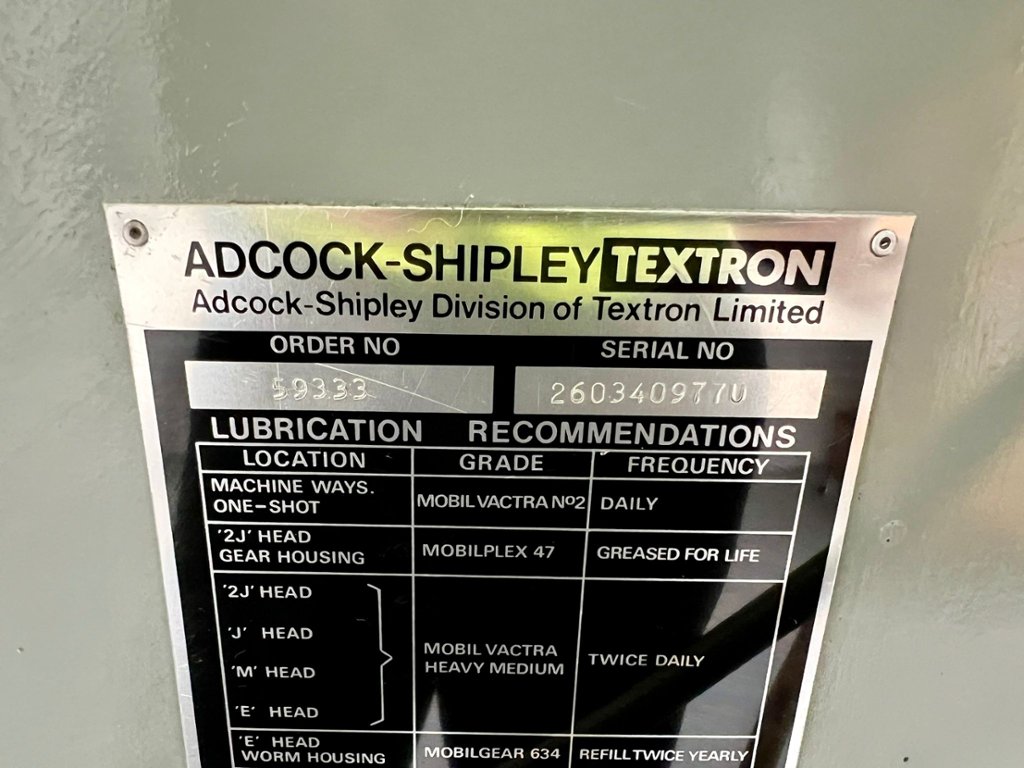 ADCOCK-SHIPLEY TEXTRON
Adcock-Shipley Division of Textron Limited
ORDER NO SERIAL NO
59333 260340977U
LUBRICATION RECOMMENDATIONS
LOCATION GRADE FREQUENCY
MACHINE WAYS.
ONE-SHOT MOBIL VACTRA Nº2 DAILY
'2J' HEAD
GEAR HOUSING MOBILPLEX 47 GREASED FOR LIFE
'2J' HEAD
'J' HEAD
'M' HEAD
'E' HEAD
MOBIL VACTRA
HEAVY MEDIUM TWICE DAILY
'E' HEAD
WORM HOUSING MOBILGEAR 634 REFILL TWICE YEARLY